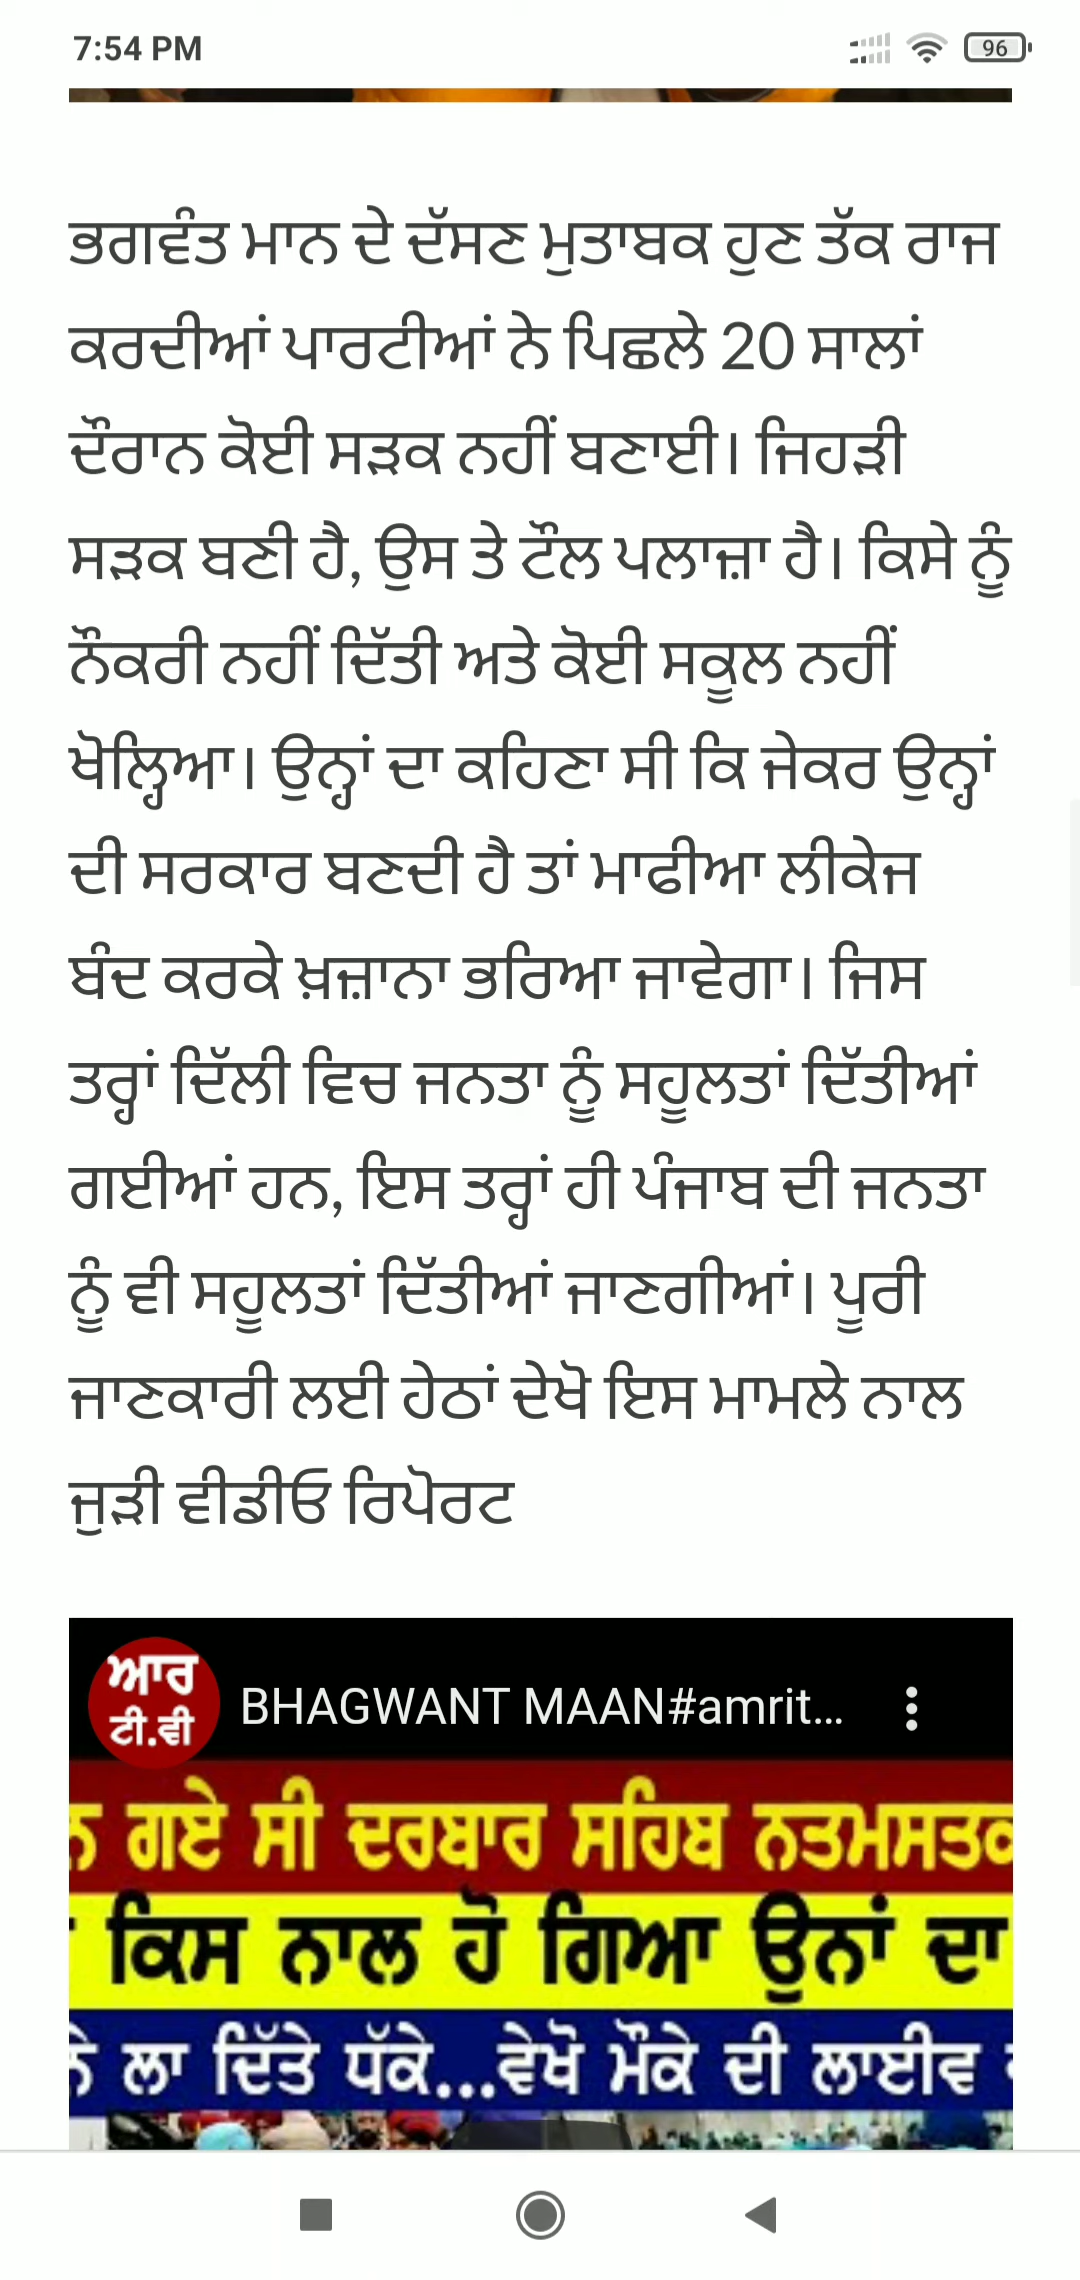 7:54 PM
96
ਭਗਵੰਤ ਮਾਨ ਦੇ ਦੱਸਣ ਮੁਤਾਬਕ ਹੁਣ ਤੱਕ ਰਾਜ
ਕਰਦੀਆਂ ਪਾਰਟੀਆਂ ਨੇ ਪਿਛਲੇ 20 ਸਾਲਾਂ
ਦੌਰਾਨ ਕੋਈ ਸੜਕ ਨਹੀਂ ਬਣਾਈ। ਜਿਹੜੀ
ਸੜਕ ਬਣੀ ਹੈ, ਉਸ ਤੇ ਟੌਲ ਪਲਾਜ਼ਾ ਹੈ। ਕਿਸੇ ਨੂੰ
ਨੌਕਰੀ ਨਹੀਂ ਦਿੱਤੀ ਅਤੇ ਕੋਈ ਸਕੂਲ ਨਹੀਂ
ਖੋਲ੍ਹਿਆ। ਉਨ੍ਹਾਂ ਦਾ ਕਹਿਣਾ ਸੀ ਕਿ ਜੇਕਰ ਉਨ੍ਹਾਂ
ਦੀ ਸਰਕਾਰ ਬਣਦੀ ਹੈ ਤਾਂ ਮਾਫੀਆ ਲੀਕੇਜ
ਬੰਦ ਕਰਕੇ ਖ਼ਜ਼ਾਨਾ ਭਰਿਆ ਜਾਵੇਗਾ। ਜਿਸ
ਤਰ੍ਹਾਂ ਦਿੱਲੀ ਵਿਚ ਜਨਤਾ ਨੂੰ ਸਹੂਲਤਾਂ ਦਿੱਤੀਆਂ
ਗਈਆਂ ਹਨ, ਇਸ ਤਰ੍ਹਾਂ ਹੀ ਪੰਜਾਬ ਦੀ ਜਨਤਾ
ਨੂੰ ਵੀ ਸਹੂਲਤਾਂ ਦਿੱਤੀਆਂ ਜਾਣਗੀਆਂ। ਪੂਰੀ
ਜਾਣਕਾਰੀ ਲਈ ਹੇਠਾਂ ਦੇਖੋ ਇਸ ਮਾਮਲੇ ਨਾਲ
ਜੁੜੀ ਵੀਡੀਓ ਰਿਪੋਰਟ
ਆਰ
ਟੀ.ਵੀ
BHAGWANT MAAN#amrit...
ਗਏ ਸੀ ਦਰਬਾਰ ਸਹਿਬ ਨਤਮਸਤਕ
ਕਿਸ ਨਾਲ ਹੋ ਗਿਆ ਉਨਾਂ ਦਾ
ਲਾ ਦਿੱਤੇ ਧੱਕੇ...ਵੇਖੋ ਮੌਕੇ ਦੀ ਲਾਈਵ